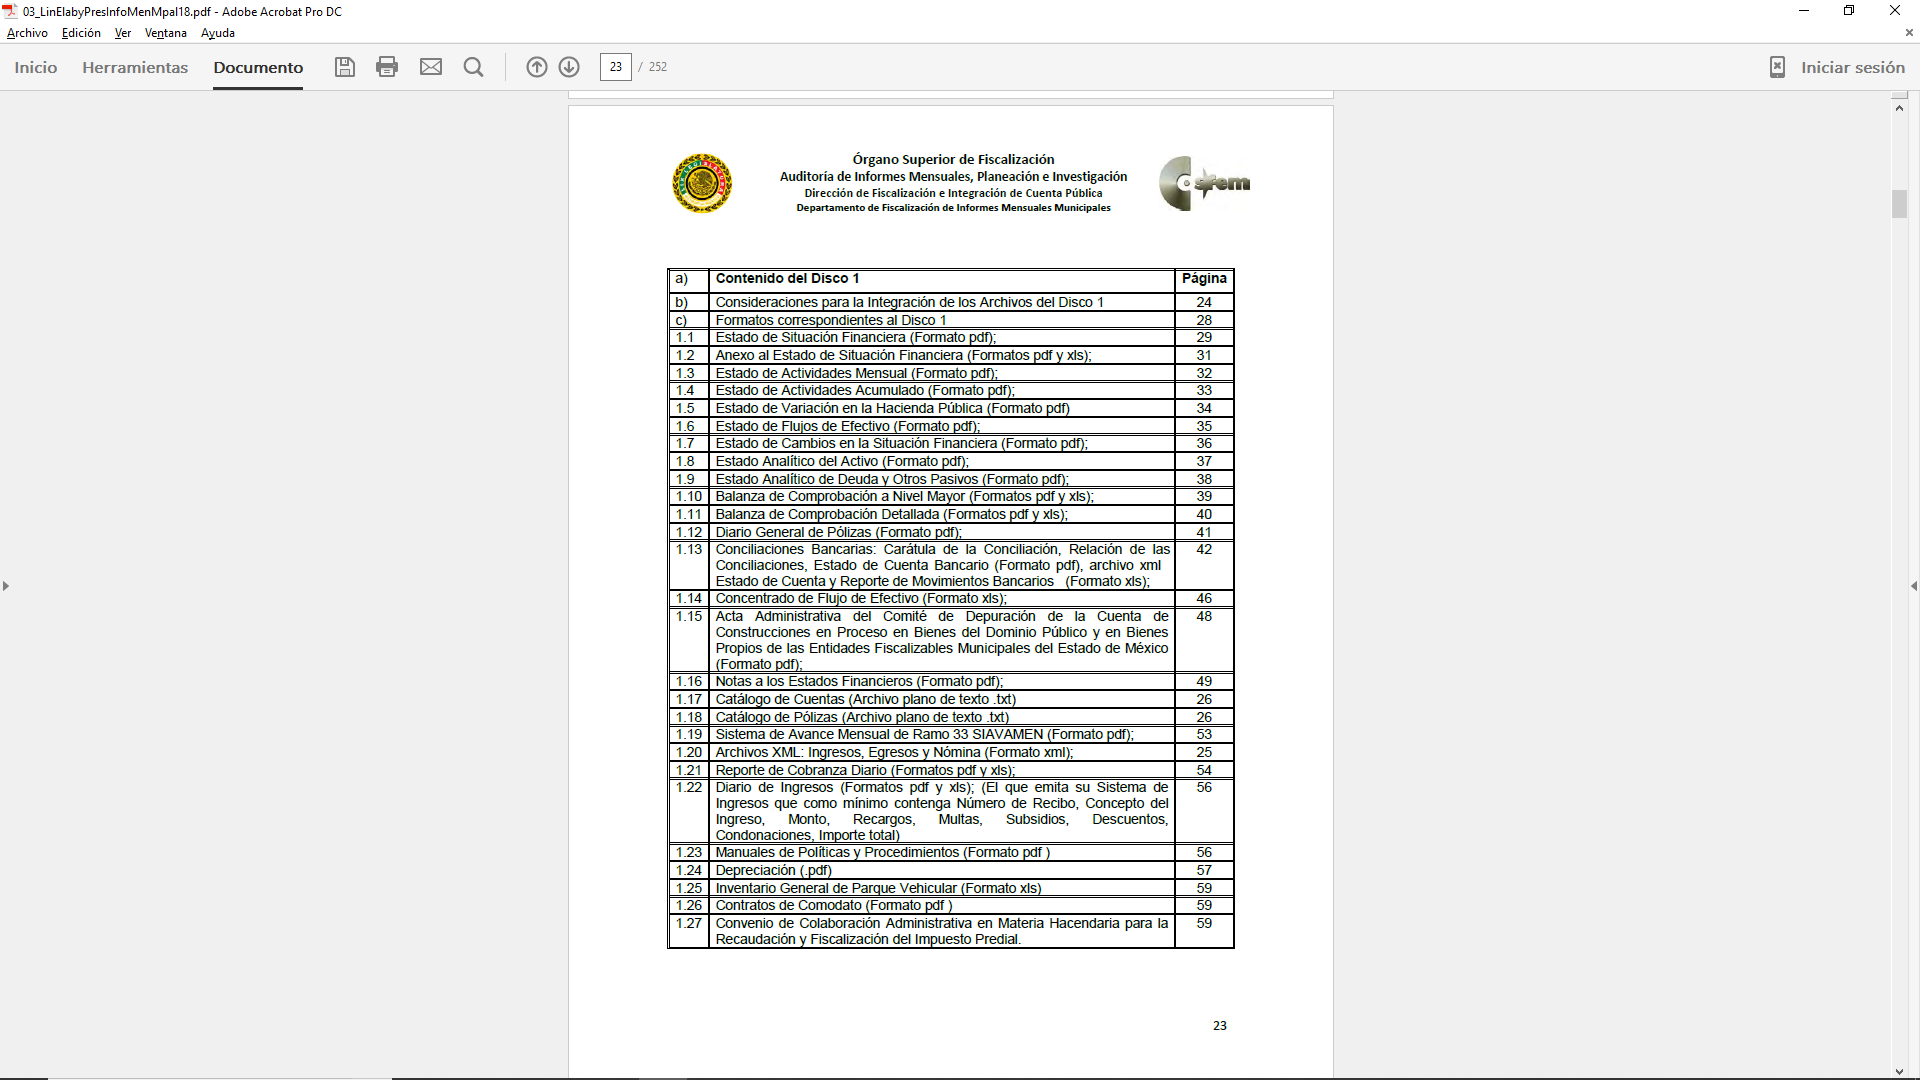 03_LinElabyPresInfoMenMpal18.pdf - Adobe Acrobat Pro DC
Archivo Edición Ver Ventana Ayuda
Inicio Herramientas Documento 23 / 252 Iniciar sesión
Órgano Superior de Fiscalización
Auditoría de Informes Mensuales, Planeación e Investigación
Dirección de Fiscalización e Integración de Cuenta Pública
Departamento de Fiscalización de Informes Mensuales Municipales
osfem
a) Contenido del Disco 1 Página
b) Consideraciones para la Integración de los Archivos del Disco 1 24
c) Formatos correspondientes al Disco 1 28
1.1 Estado de Situación Financiera (Formato pdf); 29
1.2 Anexo al Estado de Situación Financiera (Formatos pdf y xls); 31
1.3 Estado de Actividades Mensual (Formato pdf); 32
1.4 Estado de Actividades Acumulado (Formato pdf); 33
1.5 Estado de Variación en la Hacienda Pública (Formato pdf) 34
1.6 Estado de Flujos de Efectivo (Formato pdf); 35
1.7 Estado de Cambios en la Situación Financiera (Formato pdf); 36
1.8 Estado Analítico del Activo (Formato pdf); 37
1.9 Estado Analítico de Deuda y Otros Pasivos (Formato pdf); 38
1.10 Balanza de Comprobación a Nivel Mayor (Formatos pdf y xls); 39
1.11 Balanza de Comprobación Detallada (Formatos pdf y xls); 40
1.12 Diario General de Pólizas (Formato pdf); 41
1.13 Conciliaciones Bancarias: Carátula de la Conciliación, Relación de las 42
Conciliaciones, Estado de Cuenta Bancario (Formato pdf), archivo xml
Estado de Cuenta y Reporte de Movimientos Bancarios (Formato xls);
1.14 Concentrado de Flujo de Efectivo (Formato xls); 46
1.15 Acta Administrativa del Comité de Depuración de la Cuenta de 48
Construcciones en Proceso en Bienes del Dominio Público y en Bienes
Propios de las Entidades Fiscalizables Municipales del Estado de México
(Formato pdf);
1.16 Notas a los Estados Financieros (Formato pdf); 49
1.17 Catálogo de Cuentas (Archivo plano de texto .txt) 26
1.18 Catálogo de Pólizas (Archivo plano de texto .txt) 26
1.19 Sistema de Avance Mensual de Ramo 33 SIAVAMEN (Formato pdf); 53
1.20 Archivos XML: Ingresos, Egresos y Nómina (Formato xml); 25
1.21 Reporte de Cobranza Diario (Formatos pdf y xls); 54
1.22 Diario de Ingresos (Formatos pdf y xls); (El que emita su Sistema de 56
Ingresos que como mínimo contenga Número de Recibo, Concepto del
Ingreso, Monto, Recargos, Multas, Subsidios, Descuentos,
Condonaciones, Importe total)
1.23 Manuales de Políticas y Procedimientos (Formato pdf ) 56
1.24 Depreciación (.pdf) 57
1.25 Inventario General de Parque Vehicular (Formato xls) 59
1.26 Contratos de Comodato (Formato pdf ) 59
1.27 Convenio de Colaboración Administrativa en Materia Hacendaria para la 59
Recaudación y Fiscalización del Impuesto Predial.
23